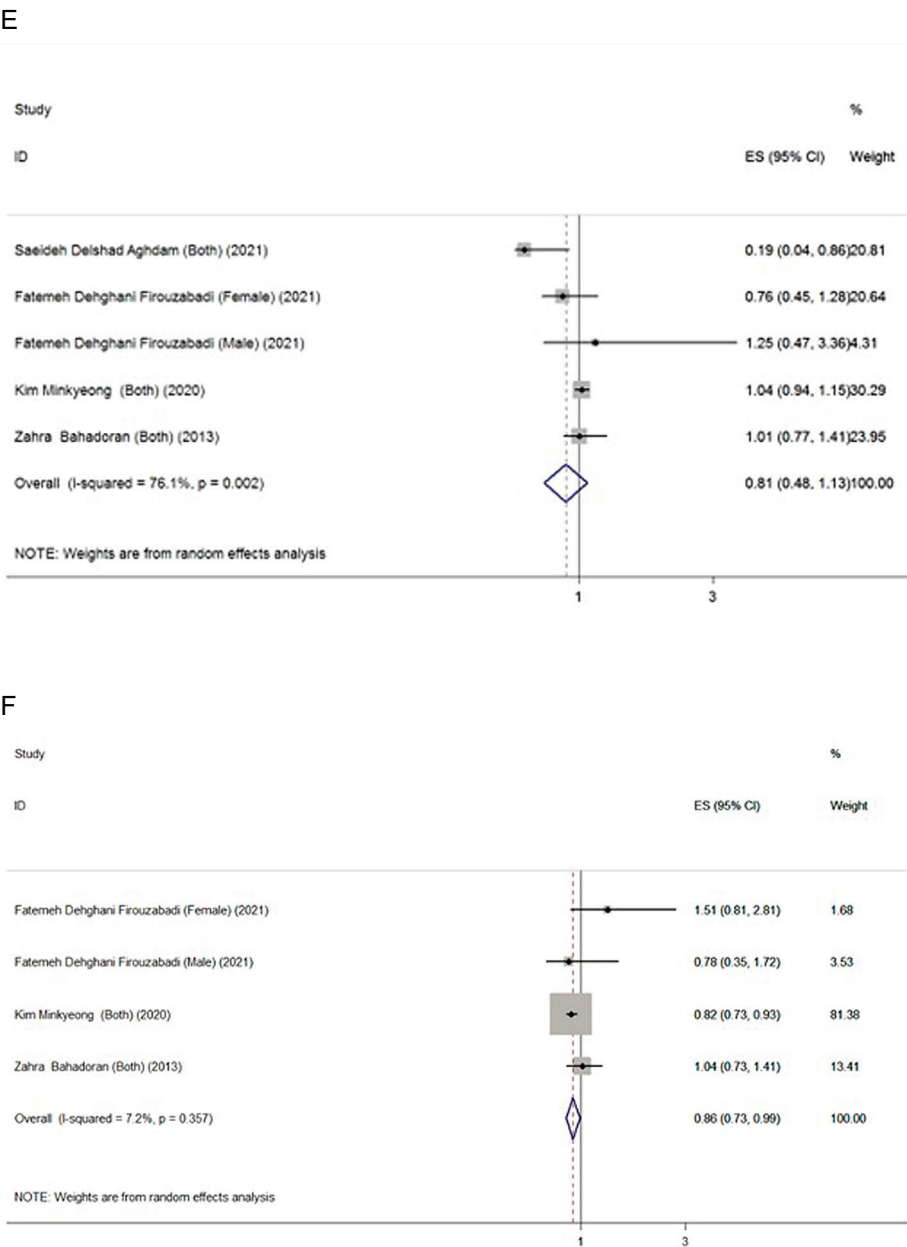 E
Study %
ID ES (95% CI) Weight
Saeideh Delshad Aghdam (Both) (2021) 0.19 (0.04, 0.86)20.81
Fatemeh Dehghani Firouzabadi (Female) (2021) 0.76 (0.45, 1.28)20.64
Fatemeh Dehghani Firouzabadi (Male) (2021) 1.25 (0.47, 3.36)4.31
Kim Minkyeong (Both) (2020) 1.04 (0.94, 1.15)30.29
Zahra Bahadoran (Both) (2013) 1.01 (0.77, 1.41)23.95
Overall (I-squared = 76.1%, p = 0.002) 0.81 (0.48, 1.13)100.00
NOTE: Weights are from random effects analysis
1 3
F
Study %
ID ES (95% CI) Weight
Fatemeh Dehghani Firouzabadi (Female) (2021) 1.51 (0.81, 2.81) 1.68
Fatemeh Dehghani Firouzabadi (Male) (2021) 0.78 (0.35, 1.72) 3.53
Kim Minkyeong (Both) (2020) 0.82 (0.73, 0.93) 81.38
Zahra Bahadoran (Both) (2013) 1.04 (0.73, 1.41) 13.41
Overall (I-squared = 7.2%, p = 0.357) 0.86 (0.73, 0.99) 100.00
NOTE: Weights are from random effects analysis
1 3